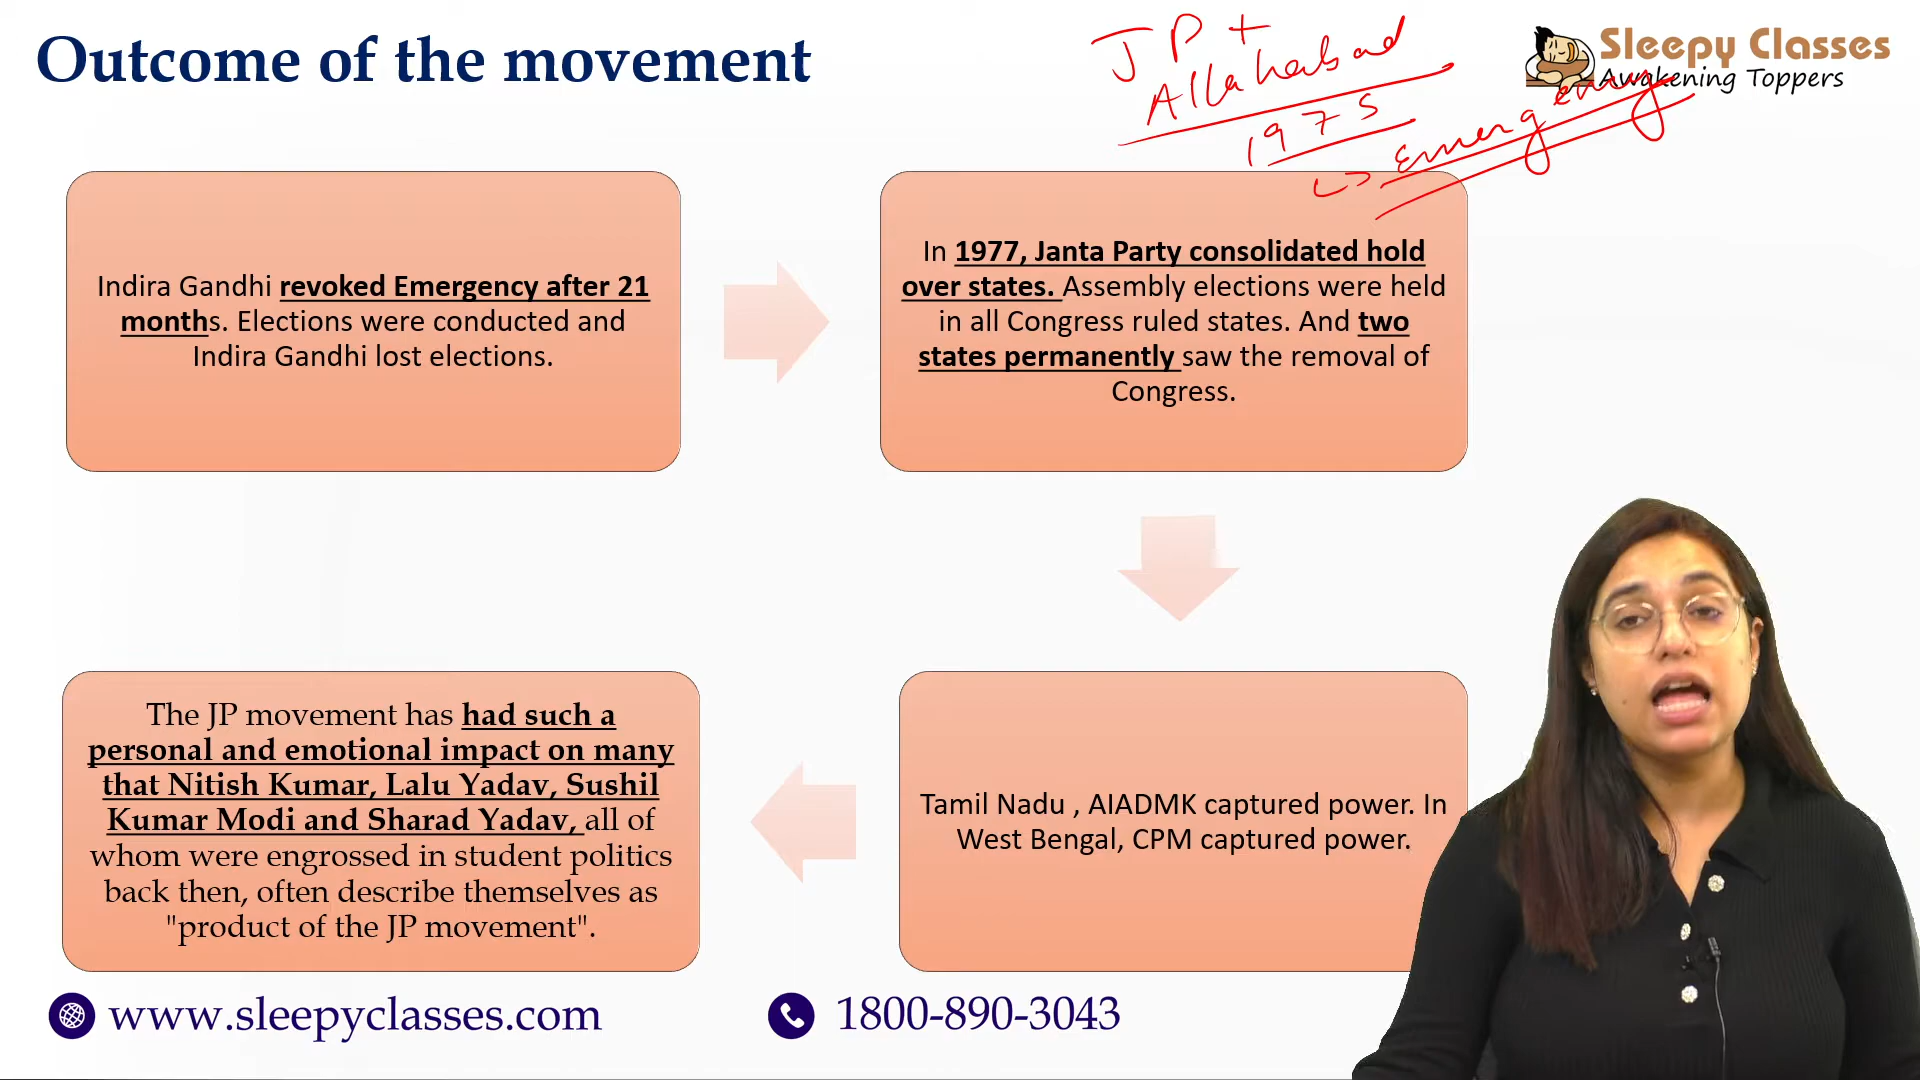 Outcome of the movement
J P +
Allahabad
1975
Emergency
Sleepy Classes
Awakening Toppers
Indira Gandhi revoked Emergency after 21
months. Elections were conducted and
Indira Gandhi lost elections.
In 1977, Janta Party consolidated hold
over states. Assembly elections were held
in all Congress ruled states. And two
states permanently saw the removal of
Congress.
The JP movement has had such a
personal and emotional impact on many
that Nitish Kumar, Lalu Yadav, Sushil
Kumar Modi and Sharad Yadav, all of
whom were engrossed in student politics
back then, often describe themselves as
"product of the JP movement".
Tamil Nadu , AIADMK captured power. In
West Bengal, CPM captured power.
www.sleepyclasses.com
1800-890-3043